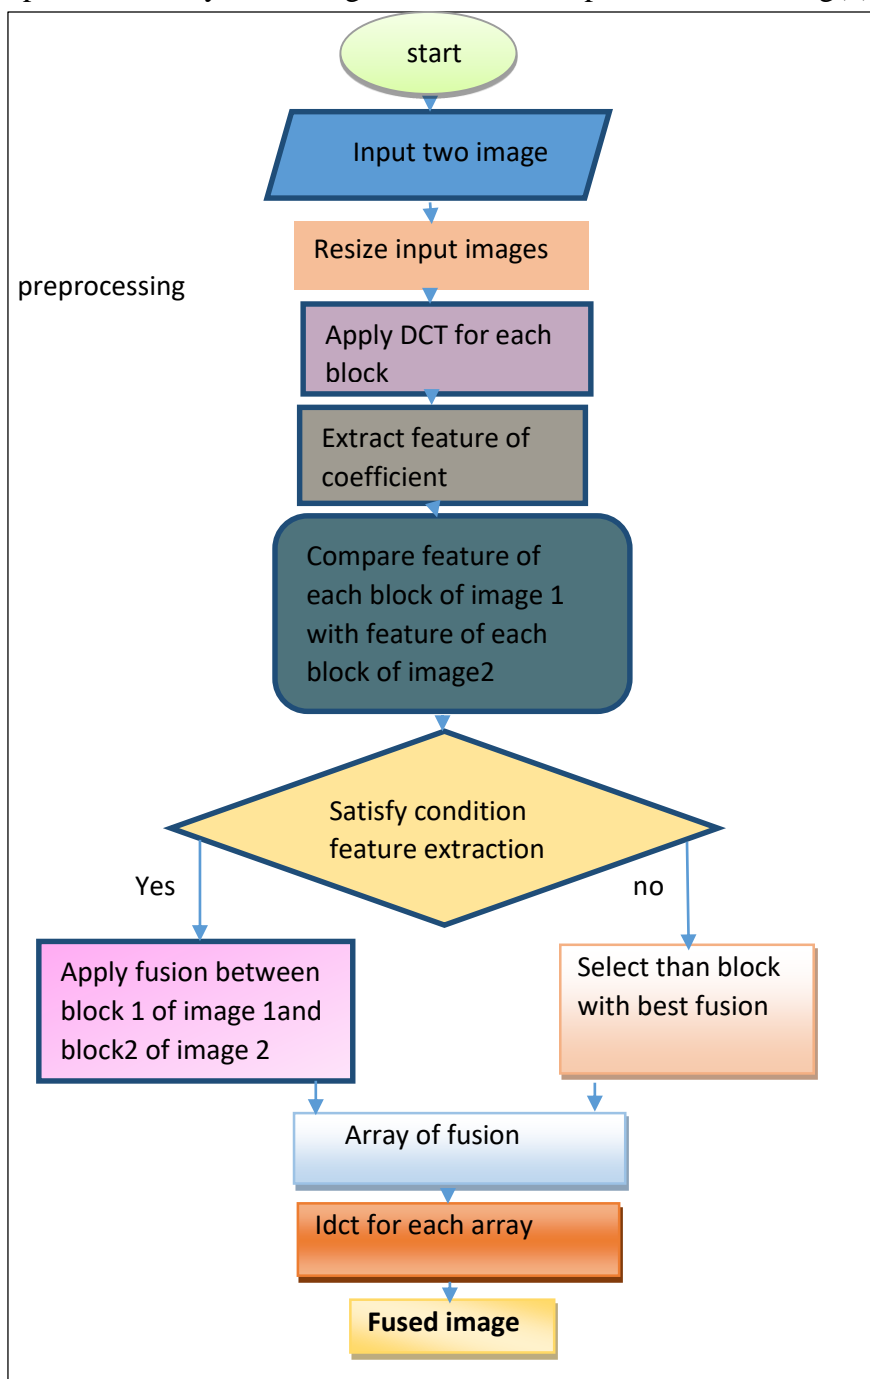 start
Input two image
Resize input images
preprocessing
Apply DCT for each
block
Extract feature of
coefficient
Compare feature of
each block of image 1
with feature of each
block of image2
Satisfy condition
feature extraction
Yes
no
Apply fusion between
block 1 of image 1and
block2 of image 2
Select than block
with best fusion
Array of fusion
Idct for each array
Fused image